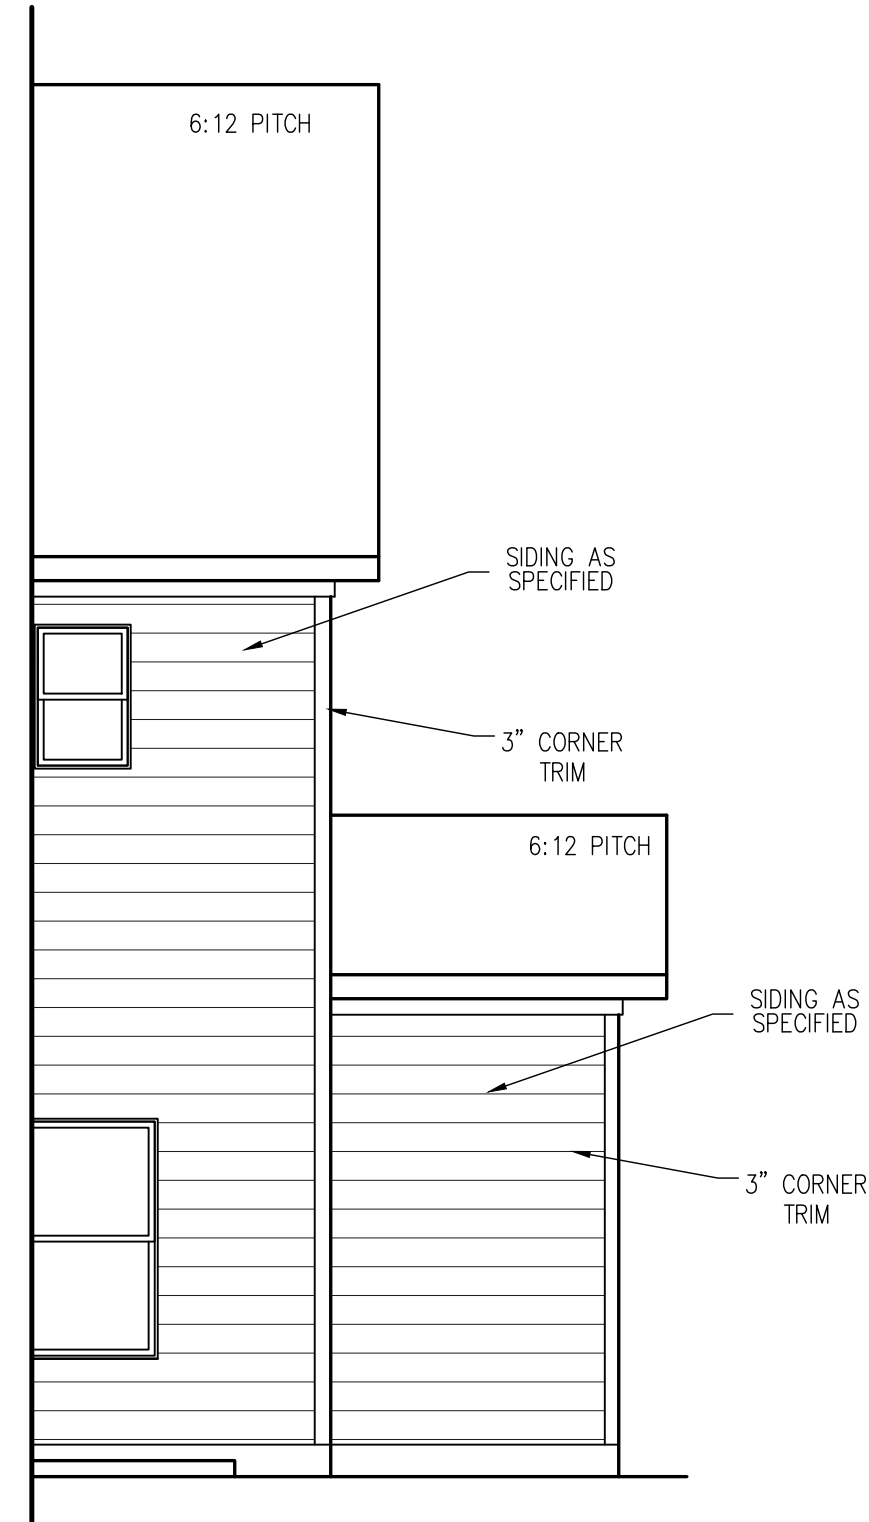 6:12 PITCH
SIDING AS
SPECIFIED
3" CORNER
TRIM
6:12 PITCH
SIDING AS
SPECIFIED
3" CORNER
TRIM